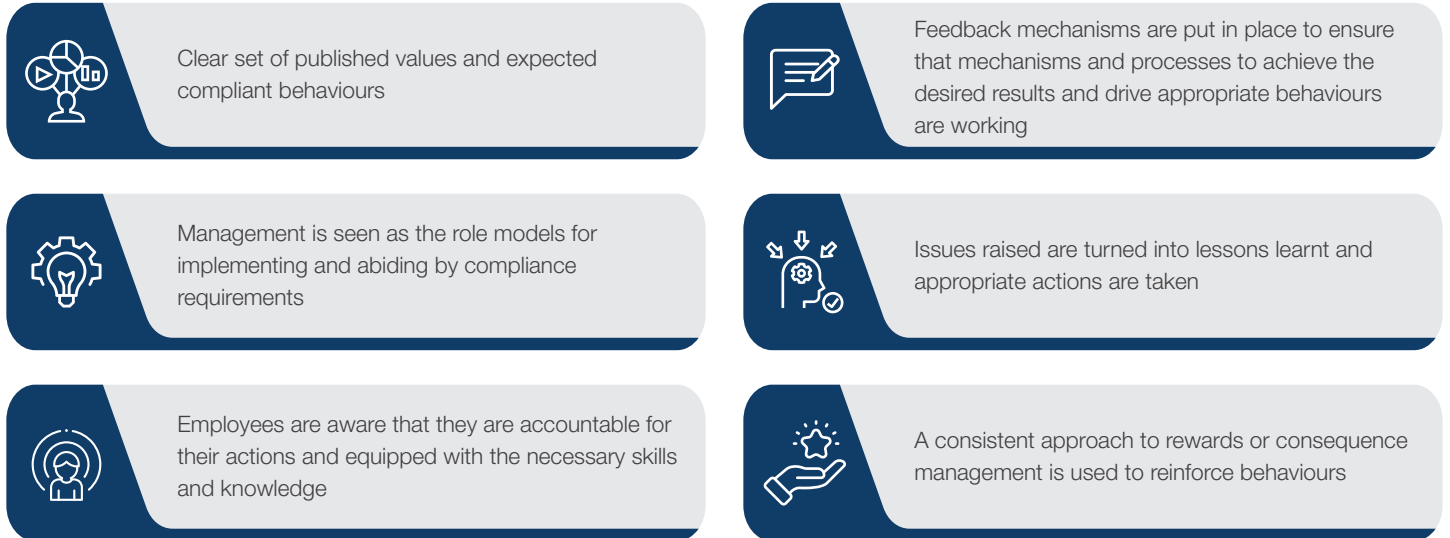 Clear set of published values and expected
compliant behaviours
Management is seen as the role models for
implementing and abiding by compliance
requirements
Employees are aware that they are accountable for
their actions and equipped with the necessary skills
and knowledge
Feedback mechanisms are put in place to ensure
that mechanisms and processes to achieve the
desired results and drive appropriate behaviours
are working
Issues raised are turned into lessons learnt and
appropriate actions are taken
A consistent approach to rewards or consequence
management is used to reinforce behaviours